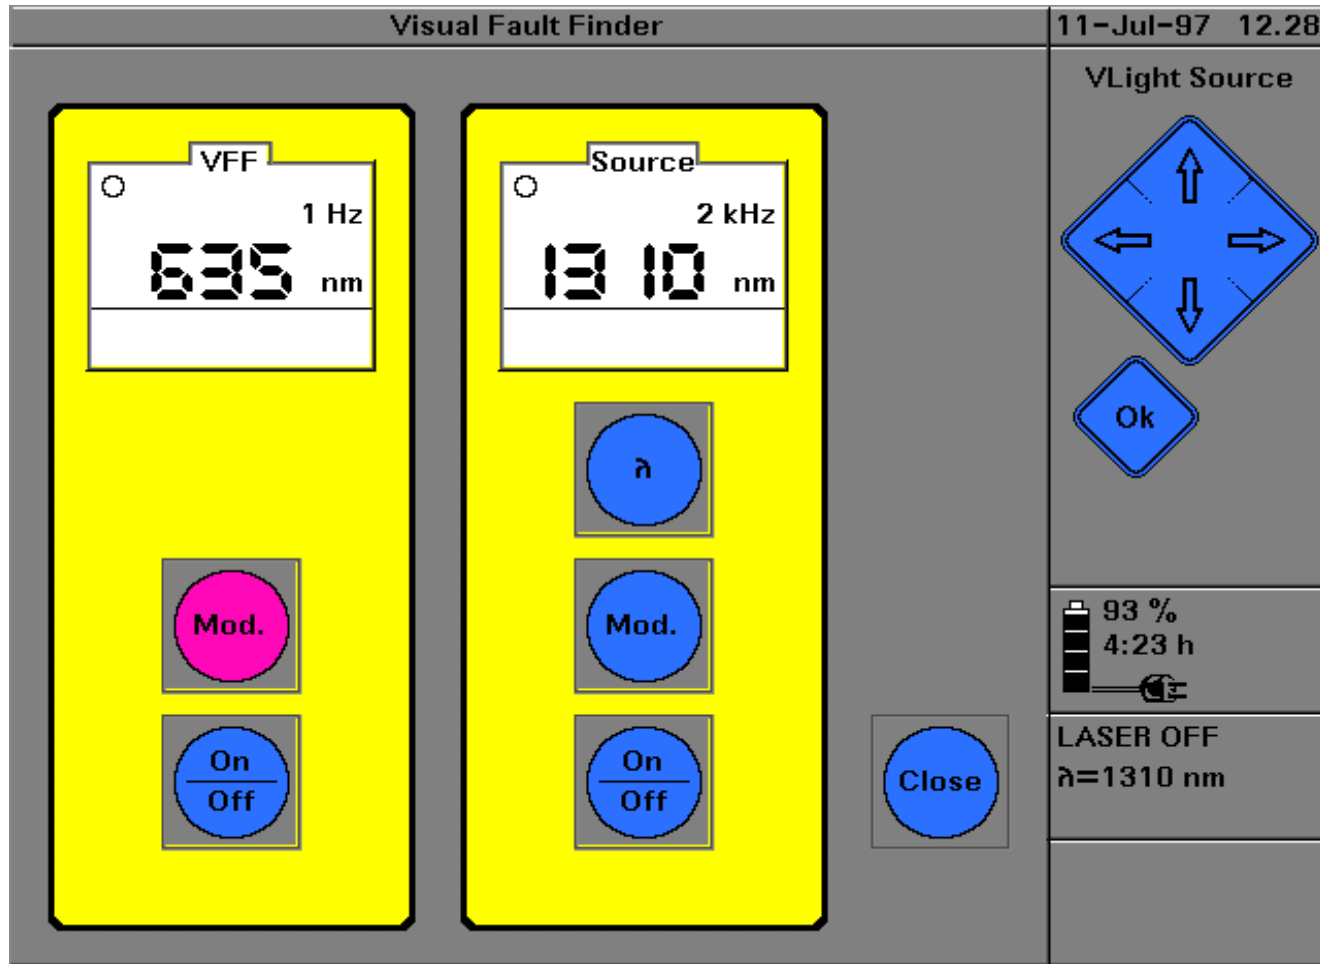 Visual Fault Finder
11-Jul-97 12.28
VLight Source
VFF
1 Hz
635 nm
Mod.
On
Off
Source
2 kHz
1310 nm
λ
Mod.
On
Off
Close
Ok
93 %
4:23 h
LASER OFF
λ=1310 nm